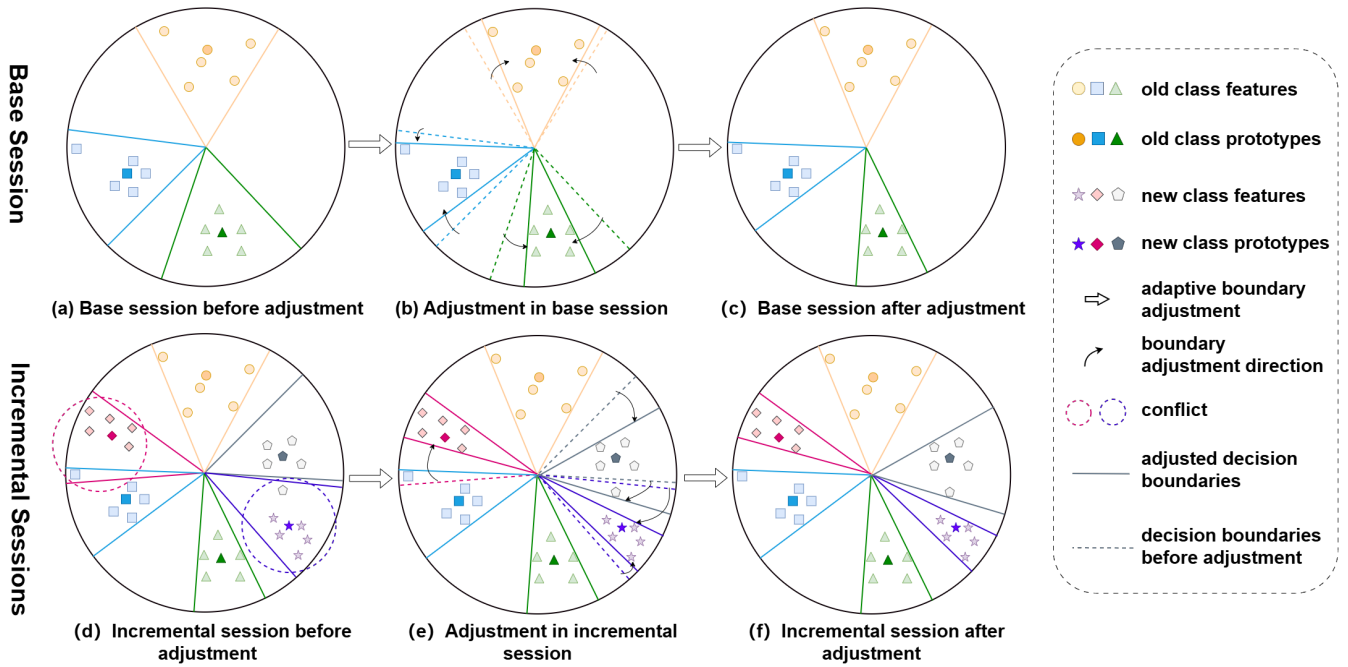 Base Session
(a) Base session before adjustment
(b) Adjustment in base session
(c) Base session after adjustment
Incremental Sessions
(d) Incremental session before
adjustment
(e) Adjustment in incremental
session
(f) Incremental session after
adjustment
old class features
old class prototypes
new class features
new class prototypes
adaptive boundary
adjustment
boundary
adjustment direction
conflict
adjusted decision
boundaries
decision boundaries
before adjustment